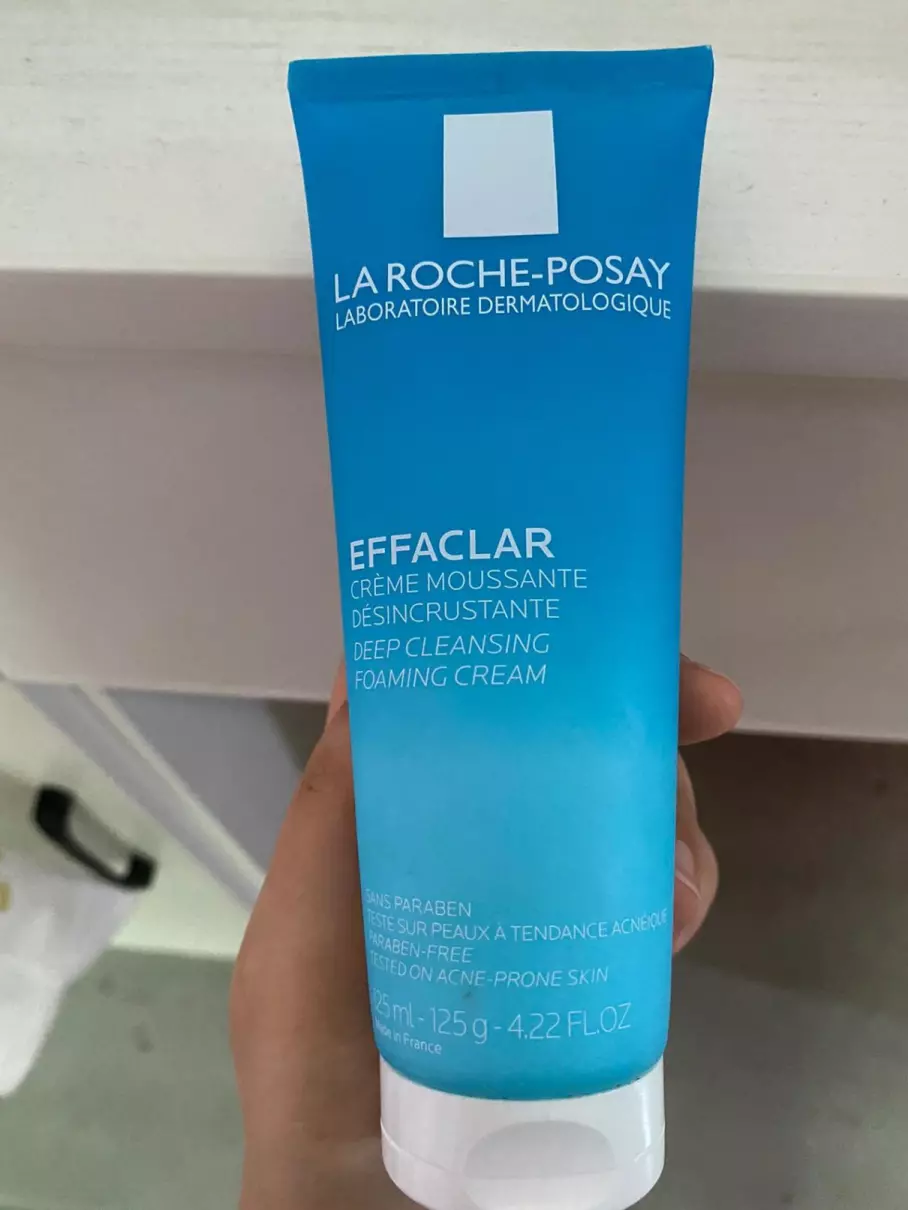 LA ROCHE-POSAY
LABORATOIRE DERMATOLOGIQUE
EFFACLAR
CRÈME MOUSSANTE
DÉSINCRUSTANTE
DEEP CLEANSING
FOAMING CREAM
SANS PARABEN
TESTÉ SUR PEAUX À TENDANCE ACNÉIQUE
PARABEN-FREE
TESTED ON ACNE-PRONE SKIN
125 ml - 125 g - 4.22 FL.OZ
Made in France